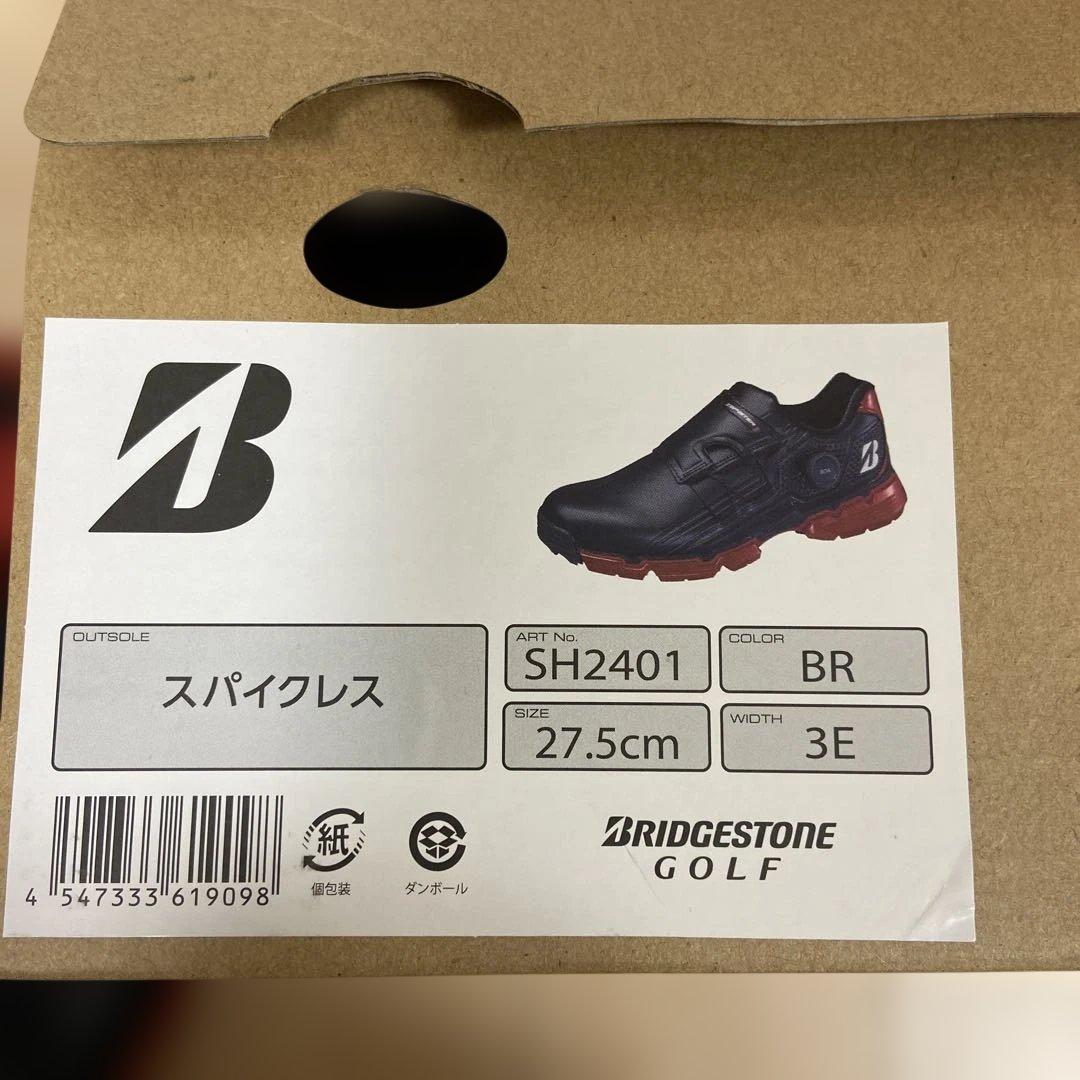 B
OUTSOLE
スパイクレス
ART No.
SH2401
COLOR
BR
SIZE
27.5cm
WIDTH
3E
4 547333 619098
紙
個包装
ダンボール
BRIDGESTONE
GOLF